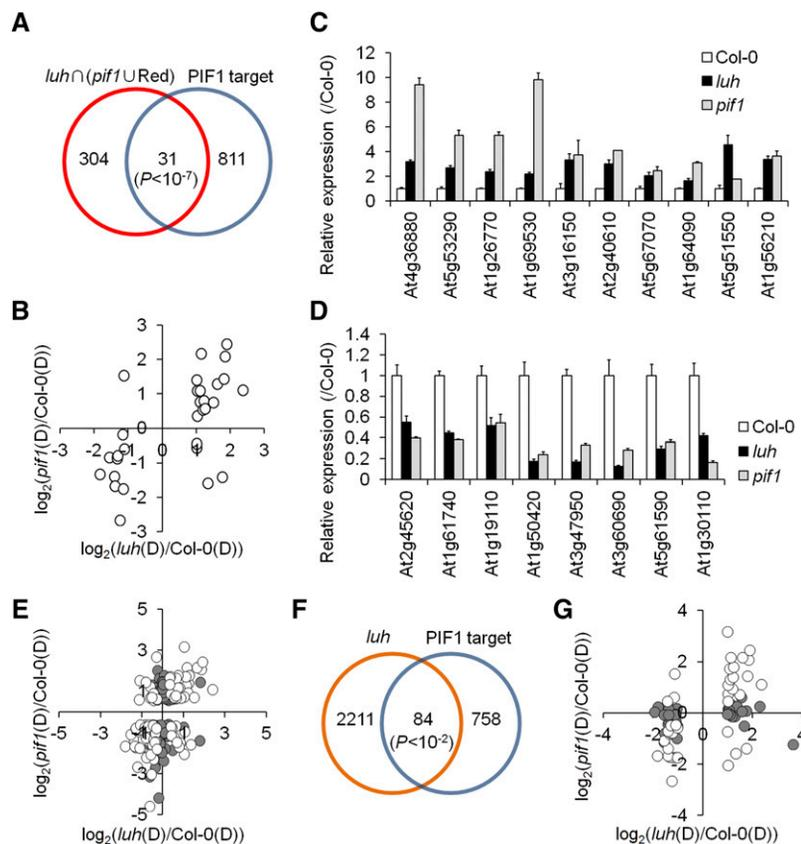 A
luh∩(pif1∪Red) PIF1 target
304 31 811
(P<10-7)
B
log2(pif1(D)/Col-0(D))
3
2
1
0
-3 -2 -1 0 1 2 3
-1
-2
-3
log2(luh(D)/Col-0(D))
C
Relative expression (/Col-0)
12
10
8
6
4
2
0
Col-0
luh
pif1
At4g36880
At5g53290
At1g26770
At1g69530
At3g16150
At2g40610
At5g67070
At1g64090
At5g51550
At1g56210
D
Relative expression (/Col-0)
1.4
1.2
1
0.8
0.6
0.4
0.2
0
Col-0
luh
pif1
At2g45620
At1g61740
At1g19110
At1g50420
At3g47950
At3g60690
At5g61590
At1g30110
E
log2(pif1(D)/Col-0(D))
5
3
1
-5 -3 -1 1 3 5
-1
-3
-5
log2(luh(D)/Col-0(D))
F
luh PIF1 target
2211 84 758
(P<10-2)
G
log2(pif1(D)/Col-0(D))
4
2
0
-4 -2 0 2 4
-2
-4
log2(luh(D)/Col-0(D))